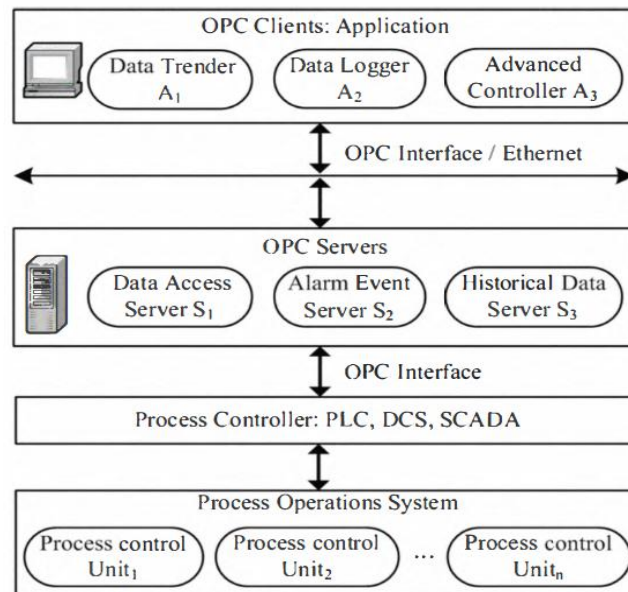 OPC Clients: Application
Data Trender
A₁
Data Logger
A₂
Advanced
Controller A₃
OPC Interface / Ethernet
OPC Servers
Data Access
Server S₁
Alarm Event
Server S₂
Historical Data
Server S₃
OPC Interface
Process Controller: PLC, DCS, SCADA
Process Operations System
Process control
Unit₁
Process control
Unit₂
...
Process control
Unitₙ